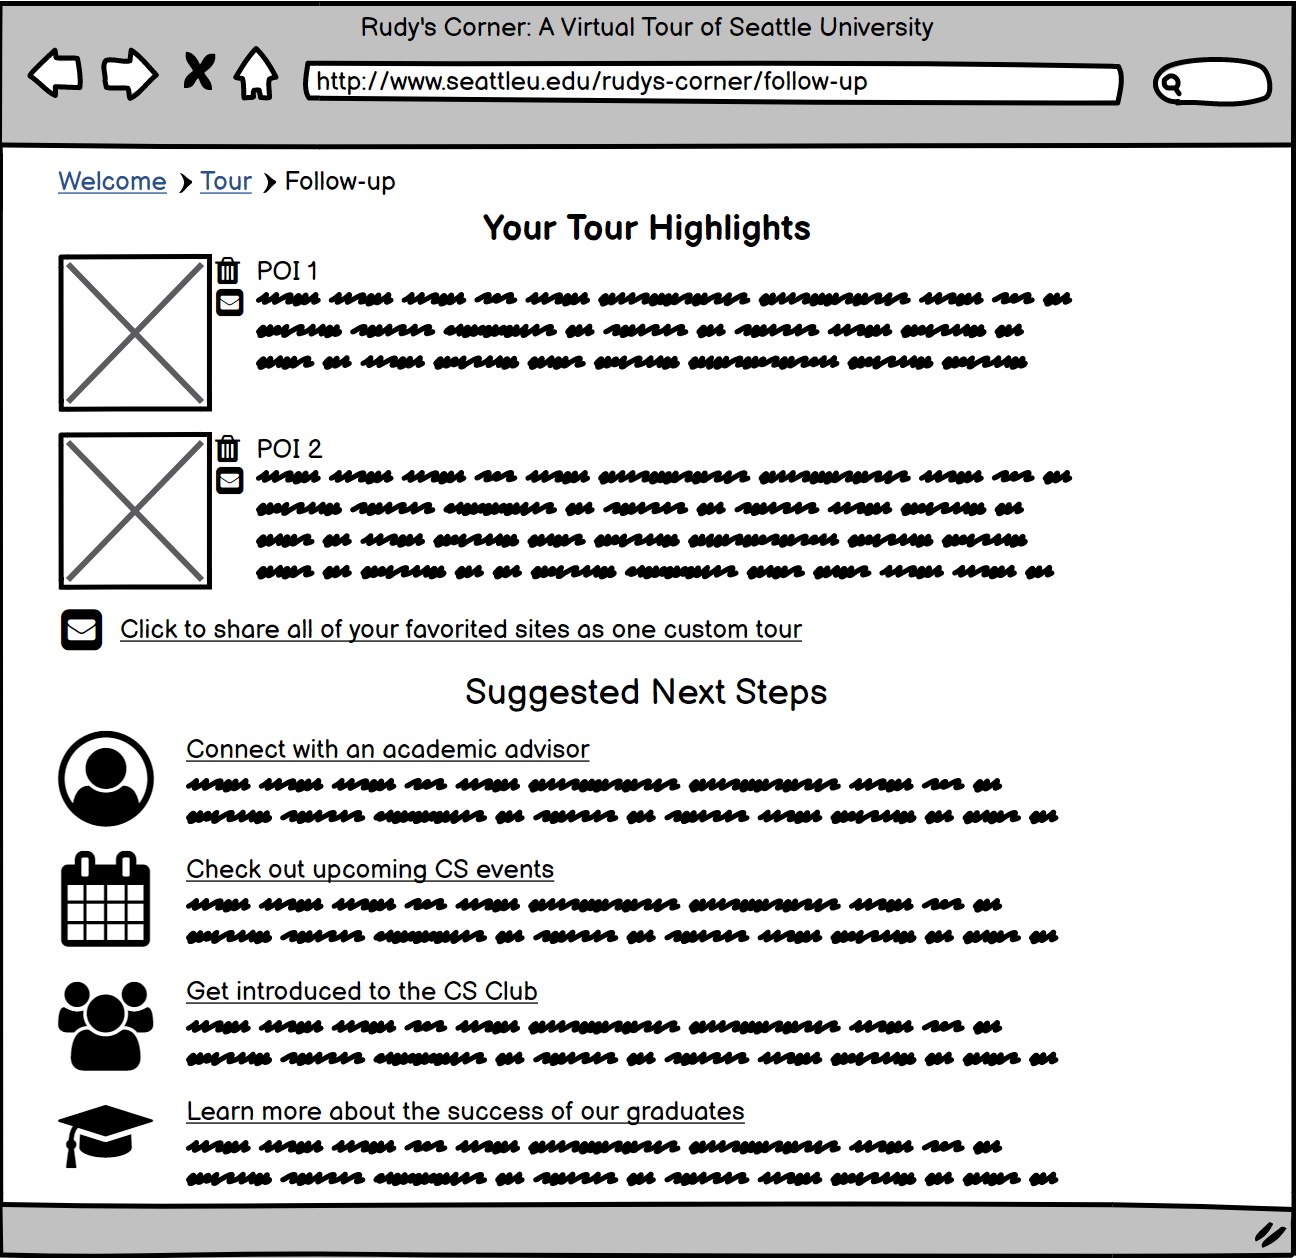 Rudy's Corner: A Virtual Tour of Seattle University
http://www.seattleu.edu/rudys-corner/follow-up
Welcome Tour Follow-up
Your Tour Highlights
POI 1
POI 2
Click to share all of your favorited sites as one custom tour
Suggested Next Steps
Connect with an academic advisor
Check out upcoming CS events
Get introduced to the CS Club
Learn more about the success of our graduates